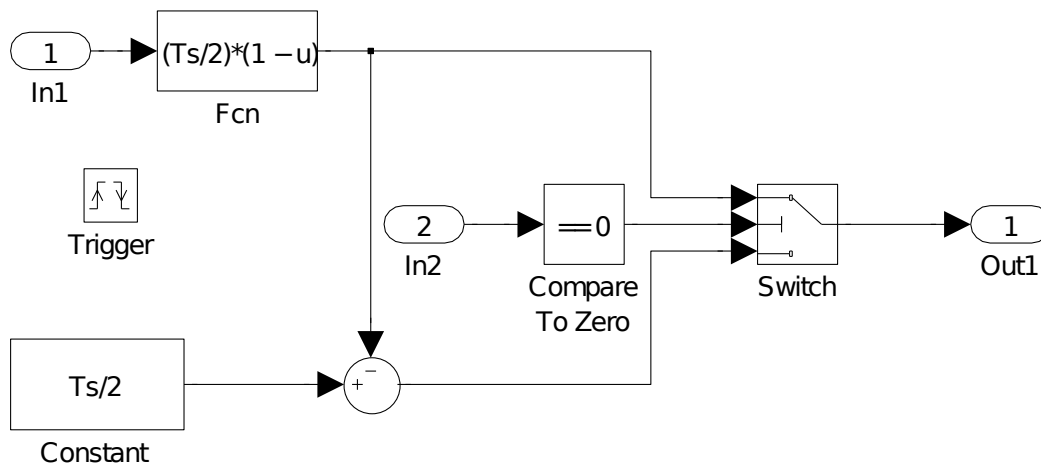 1
In1
(Ts/2)*(1 – u)
Fcn
Trigger
2
In2
==0
Compare
To Zero
Switch
1
Out1
Ts/2
Constant
+
–